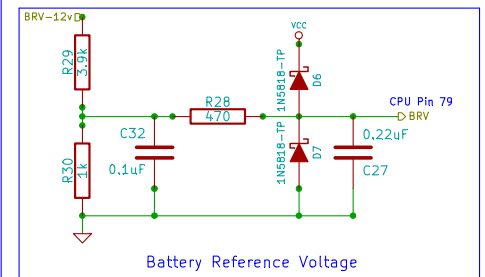 BRV-12v
VCC
R29
3.9k
1N5818-TP
D6
R28
470
CPU Pin 79
BRV
C32
0.1uF
R30
1k
1N5818-TP
D7
0.22uF
C27
Battery Reference Voltage